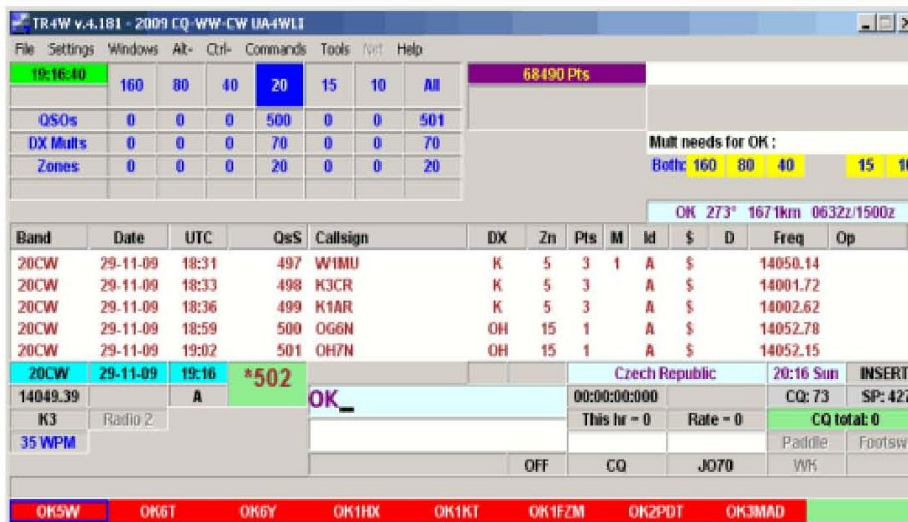 TR4W v.4.181 - 2009 CQ-WW-CW UA4WLI
File Settings Windows Alt- Ctrl- Commands Tools Net Help
19:16:40 160 80 40 20 15 10 All 68490 Pts
QSOs 0 0 0 500 0 0 501
DX Mults 0 0 0 70 0 0 70 Mult needs for OK :
Zones 0 0 0 20 0 0 20 Both: 160 80 40 15
OK 273° 1671km 0632z/1500z
Band Date UTC QsS Callsign DX Zn Pts M Id $ D Freq Op
20CW 29-11-09 18:31 497 W1MU K 5 3 1 A $ 14050.14
20CW 29-11-09 18:33 498 K3CR K 5 3 A $ 14001.72
20CW 29-11-09 18:36 499 K1AR K 5 3 A $ 14002.62
20CW 29-11-09 18:59 500 OG6N OH 15 1 A $ 14052.78
20CW 29-11-09 19:02 501 OH7N OH 15 1 A $ 14052.15
20CW 29-11-09 19:16 *502 Czech Republic 20:16 Sun INSERT
14049.39 A OK_ 00:00:00:000 CQ: 73 SP: 427
K3 Radio 2 This hr = 0 Rate = 0 CQ total: 0
35 WPM Paddle Footsw
OFF CQ JO70 WK
OK5W OK6T OK6Y OK1HX OK1KT OK1FZM OK2PDT OK3MAD